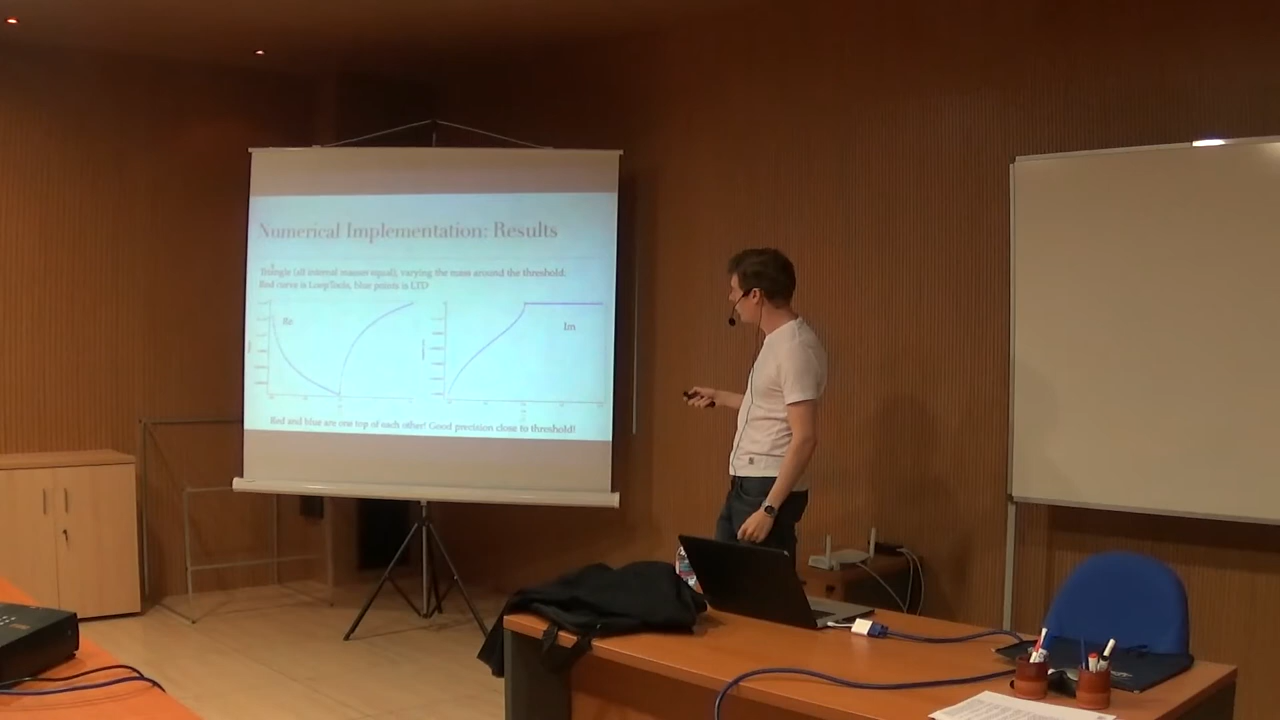 Numerical Implementation: Results
Triangle (all internal masses equal), varying the mass around the threshold.
Red curve is LoopTools, blue points is LTD
Re
Im
Red and blue are one top of each other! Good precision close to threshold!